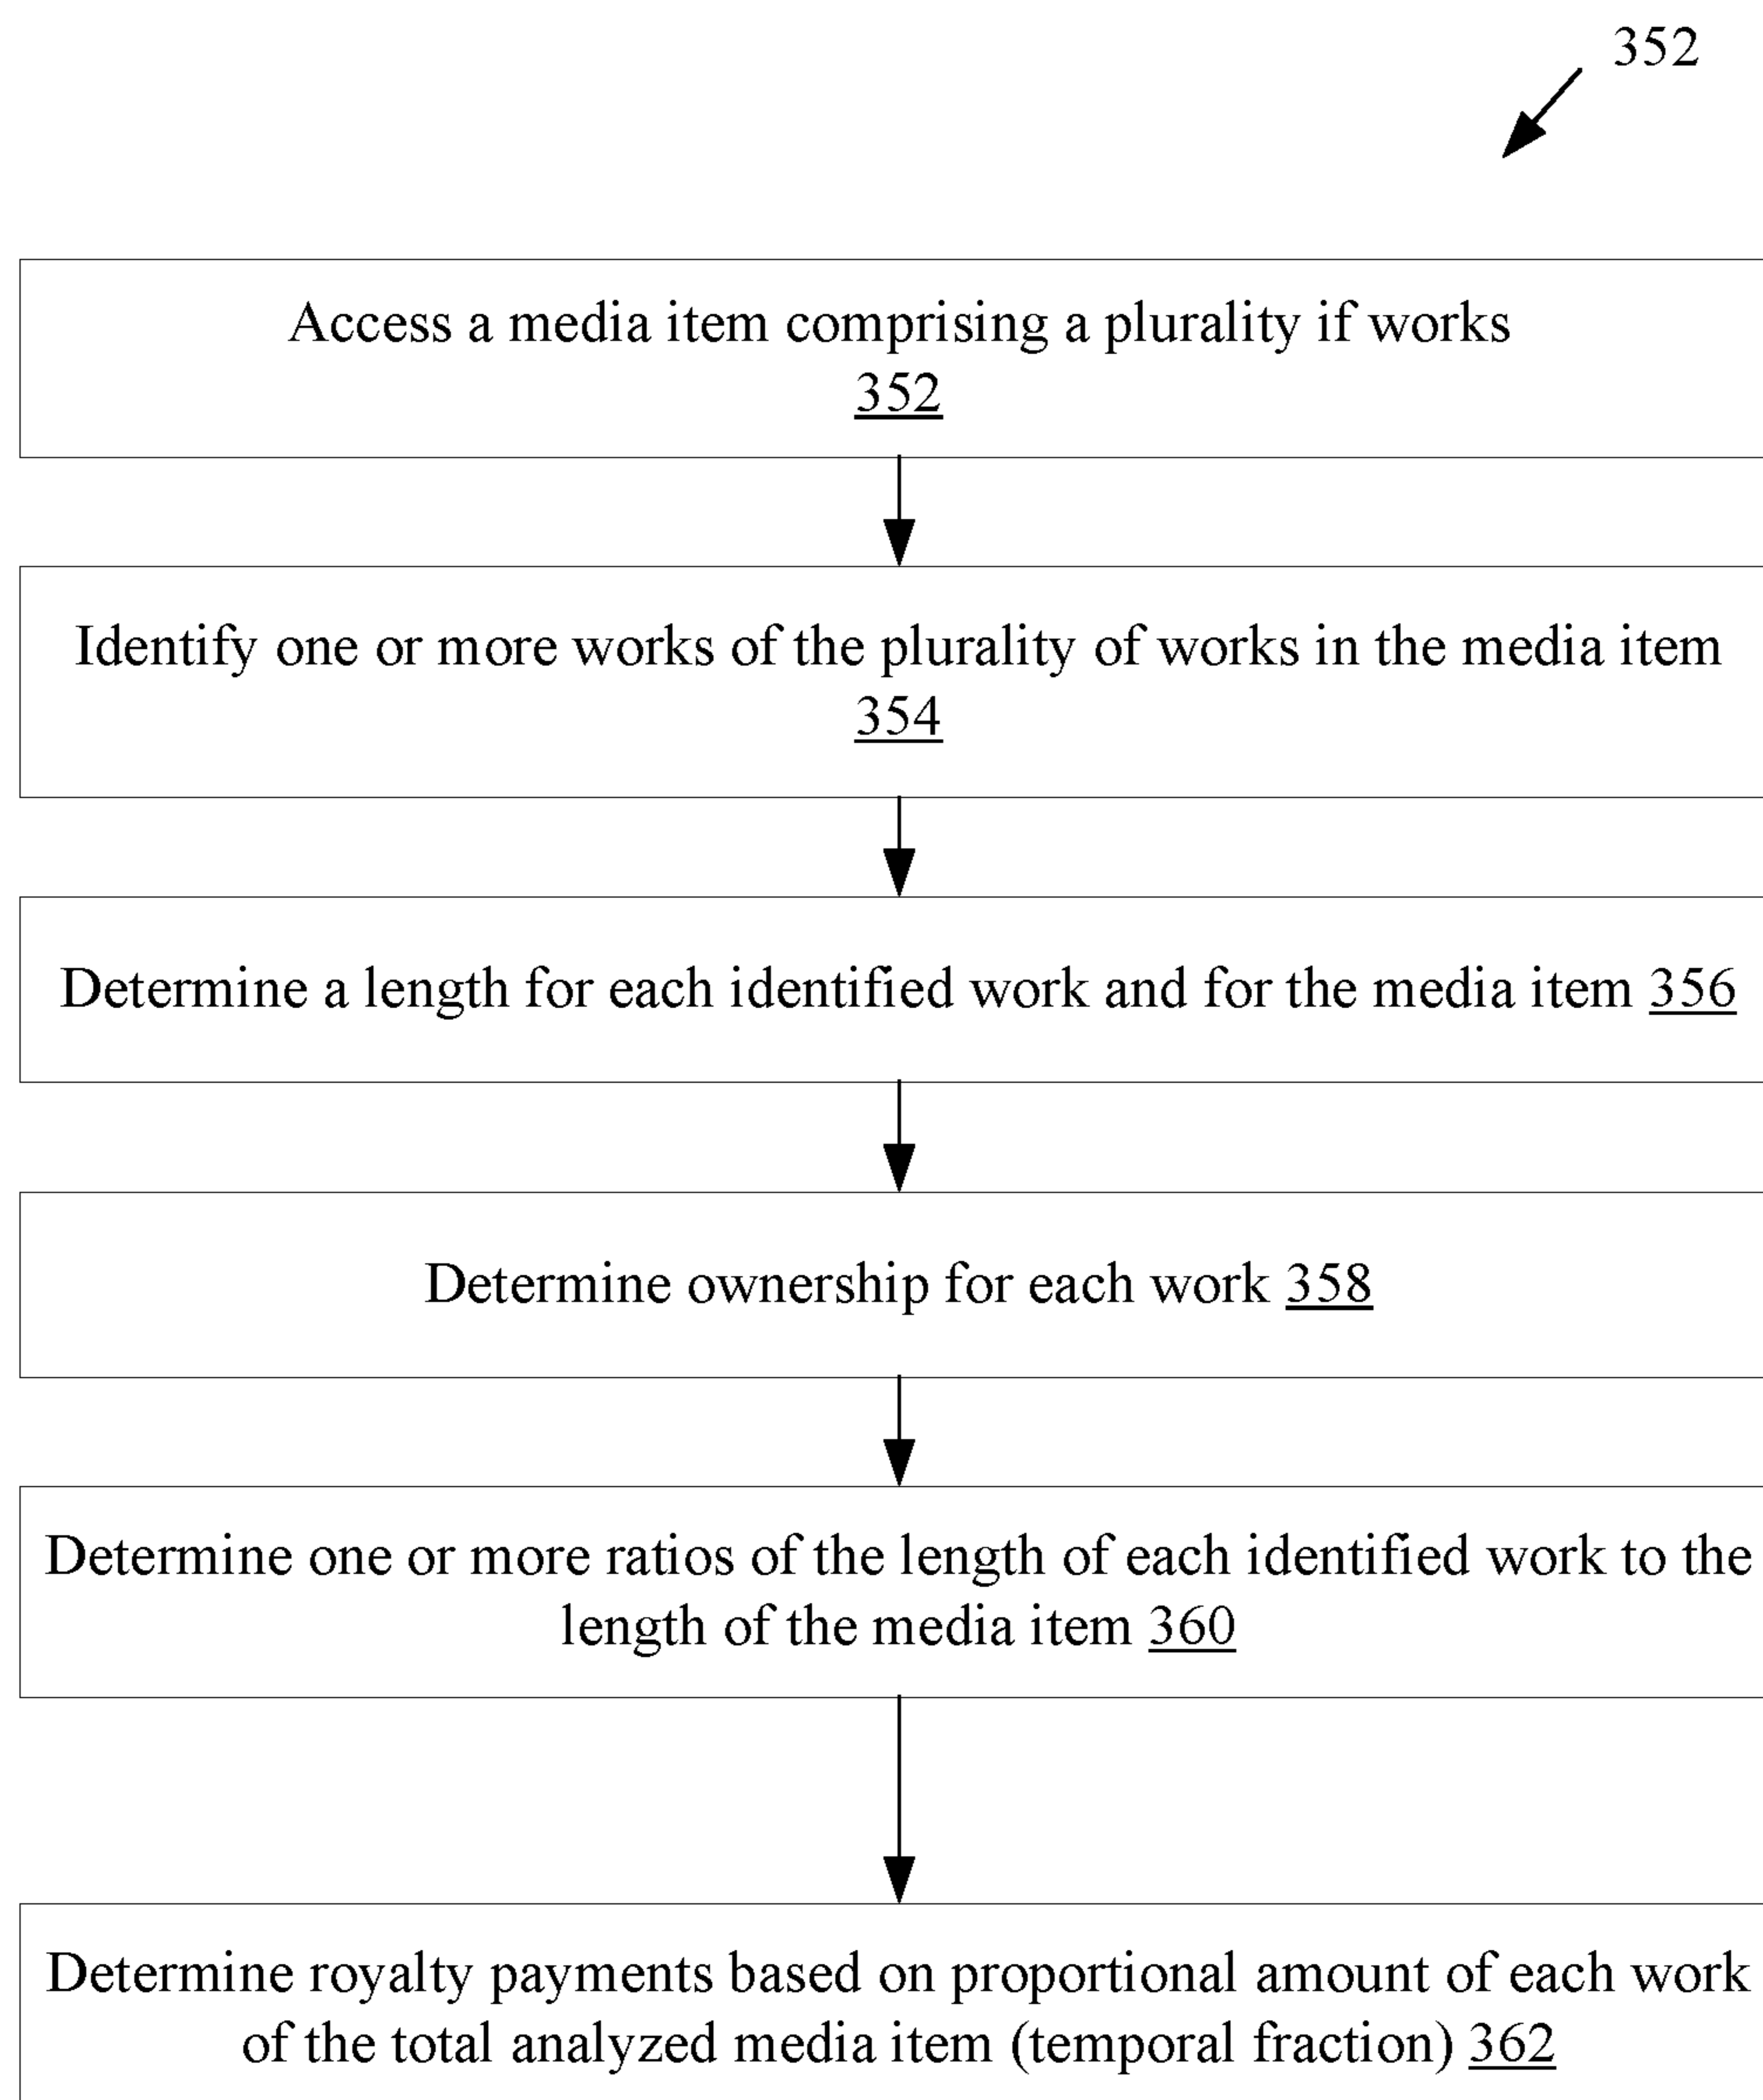 352
Access a media item comprising a plurality if works
352
Identify one or more works of the plurality of works in the media item
354
Determine a length for each identified work and for the media item 356
Determine ownership for each work 358
Determine one or more ratios of the length of each identified work to the
length of the media item 360
Determine royalty payments based on proportional amount of each work
of the total analyzed media item (temporal fraction) 362